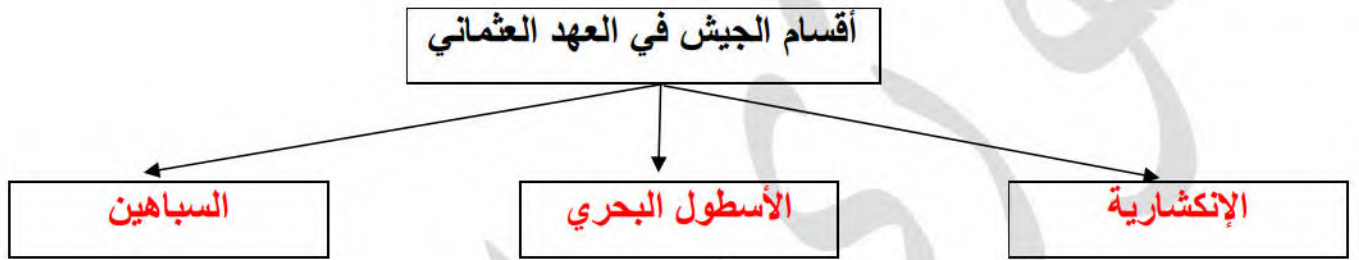 أقسام الجيش في العهد العثماني
الإنكشارية
الأسطول البحري
السباهين